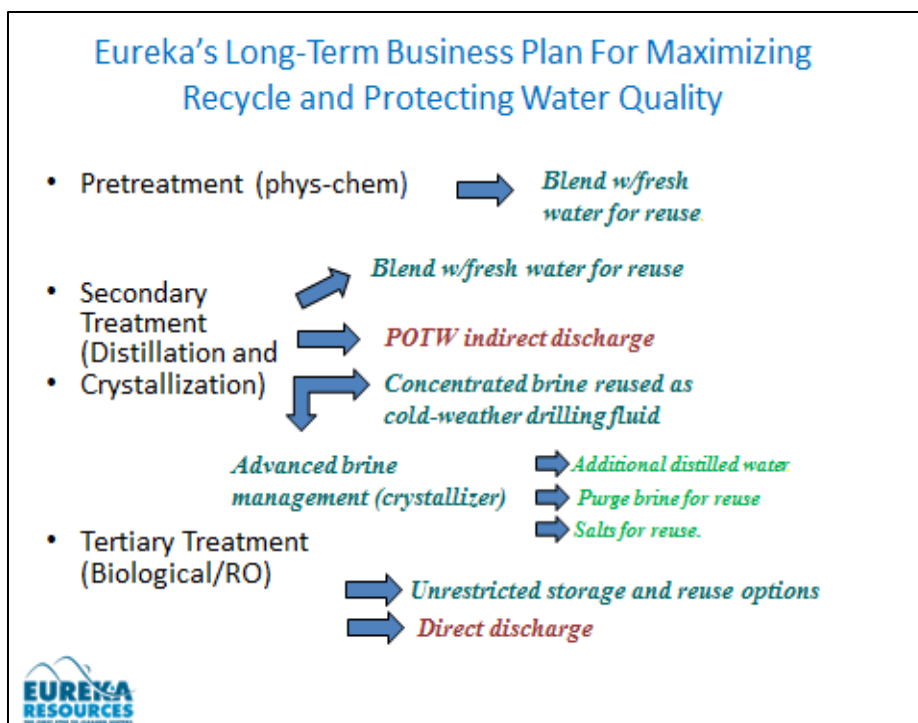 Eureka's Long-Term Business Plan For Maximizing
Recycle and Protecting Water Quality
• Pretreatment (phys-chem)
Blend w/fresh
water for reuse.
Blend w/fresh water for reuse
• Secondary
Treatment
(Distillation and
• Crystallization)
POTW indirect discharge
Concentrated brine reused as
cold-weather drilling fluid
Advanced brine
management (crystallizer)
Additional distilled water.
Purge brine for reuse
Salts for reuse.
• Tertiary Treatment
(Biological/RO)
Unrestricted storage and reuse options
Direct discharge
EUREKA
RESOURCES